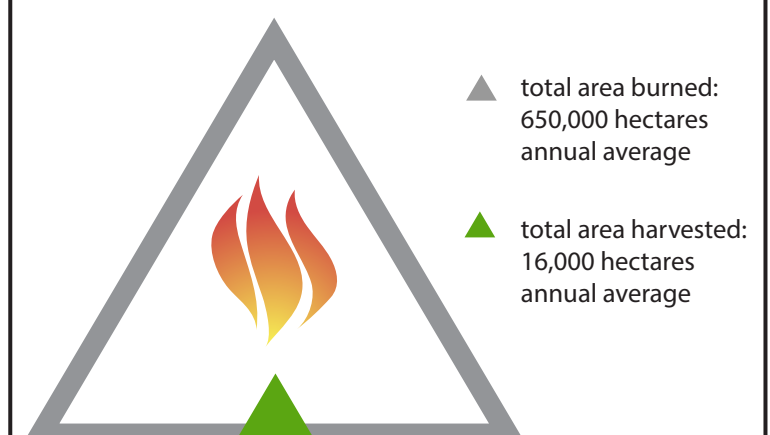 total area burned:
650,000 hectares
annual average
total area harvested:
16,000 hectares
annual average